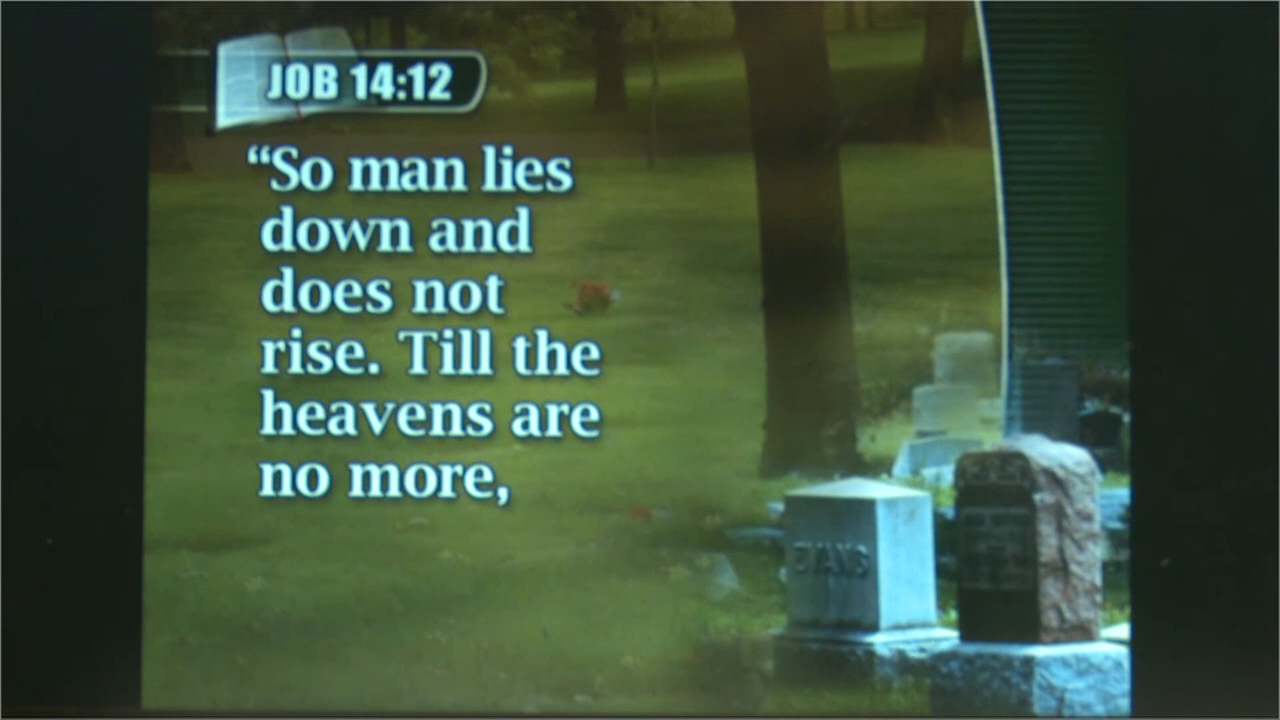 JOB 14:12
“So man lies
down and
does not
rise. Till the
heavens are
no more,
EVANS